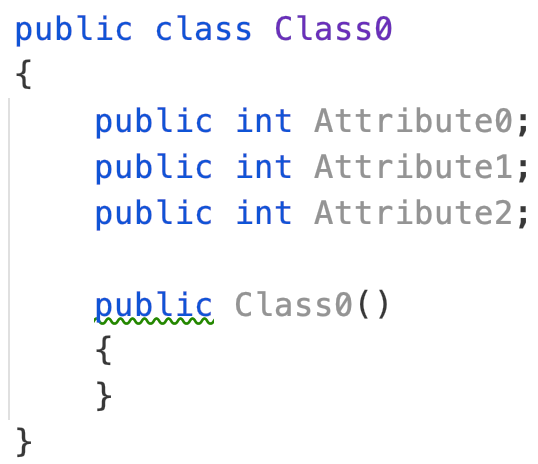 public class Class0
{
    public int Attribute0;
    public int Attribute1;
    public int Attribute2;

    public Class0()
    {
    }
}